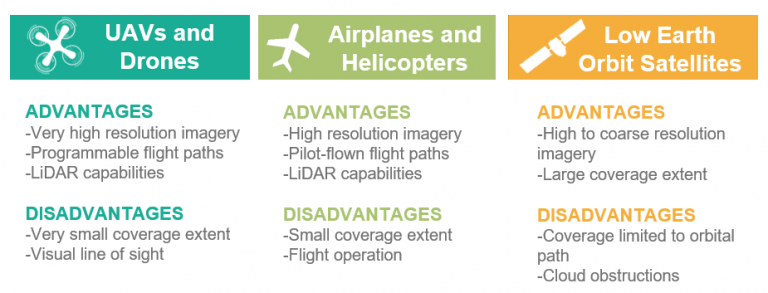 UAVs and
Drones
ADVANTAGES
-Very high resolution imagery
-Programmable flight paths
-LiDAR capabilities
DISADVANTAGES
-Very small coverage extent
-Visual line of sight
Airplanes and
Helicopters
ADVANTAGES
-High resolution imagery
-Pilot-flown flight paths
-LiDAR capabilities
DISADVANTAGES
-Small coverage extent
-Flight operation
Low Earth
Orbit Satellites
ADVANTAGES
-High to coarse resolution
imagery
-Large coverage extent
DISADVANTAGES
-Coverage limited to orbital
path
-Cloud obstructions